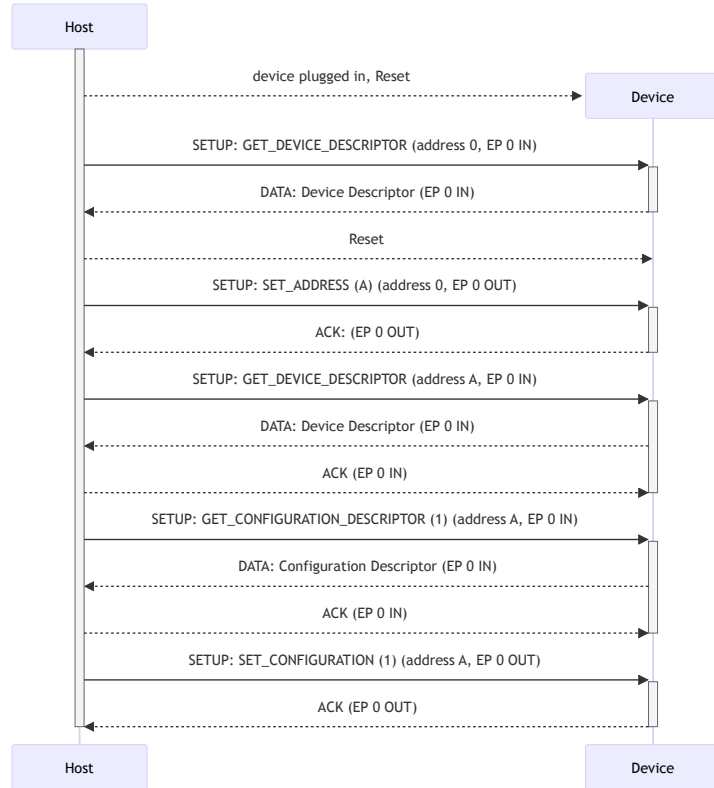 Host
device plugged in, Reset
Device
SETUP: GET_DEVICE_DESCRIPTOR (address 0, EP 0 IN)
DATA: Device Descriptor (EP 0 IN)
Reset
SETUP: SET_ADDRESS (A) (address 0, EP 0 OUT)
ACK: (EP 0 OUT)
SETUP: GET_DEVICE_DESCRIPTOR (address A, EP 0 IN)
DATA: Device Descriptor (EP 0 IN)
ACK (EP 0 IN)
SETUP: GET_CONFIGURATION_DESCRIPTOR (1) (address A, EP 0 IN)
DATA: Configuration Descriptor (EP 0 IN)
ACK (EP 0 IN)
SETUP: SET_CONFIGURATION (1) (address A, EP 0 OUT)
ACK (EP 0 OUT)
Host
Device